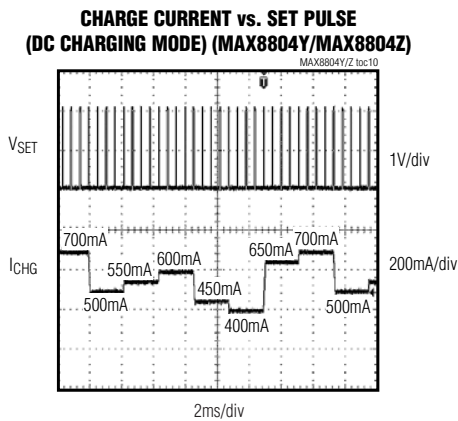 CHARGE CURRENT vs. SET PULSE
(DC CHARGING MODE) (MAX8804Y/MAX8804Z)
MAX8804Y/Z toc10
VSET
1V/div
700mA
500mA
550mA
600mA
450mA
400mA
650mA
700mA
500mA
ICHG
200mA/div
2ms/div